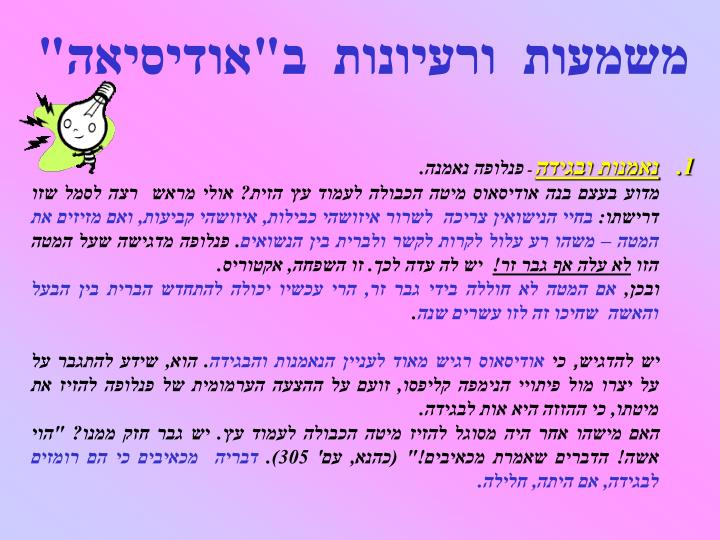 משמעות ורעיונות ב"אודיסיאה"
1. נאמנות ובגידה - פנלופה נאמנה.
מדוע בעצם בנה אודיסאוס מיטה הכבולה לעמוד עץ הזית? אולי מראש רצה לסמל שזו
דרישתו: בחיי הנישואין צריכה לשרור איזושהי כבילות, איזושהי קביעות, ואם מזיזים את
המטה – משהו רע עלול לקרות לקשר ולברית בין הנשואים. פנלופה מדגישה שעל המטה
הזו לא עלה אף גבר זר! יש לה עדה לכך. זו השפחה, אקטוריס.
ובכן, אם המטה לא חוללה בידי גבר זר, הרי עכשיו יכולה להתחדש הברית בין הבעל
והאשה שחיכו זה לזו עשרים שנה.
יש להדגיש, כי אודיסאוס רגיש מאוד לעניין הנאמנות והבגידה. הוא, שידע להתגבר על
על יצרו מול פיתויי הנימפה קליפסו, זועם על ההצעה הערמומית של פנלופה להזיז את
מיטתו, כי ההזזה היא אות לבגידה.
האם מישהו אחר היה מסוגל להזיז מיטה הכבולה לעמוד עץ. יש גבר חזק ממנו? "הוי
אשה! הדברים שאמרת מכאיבים!" (כהנא, עם' 305). דבריה מכאיבים כי הם רומזים
לבגידה, אם היתה, חלילה.